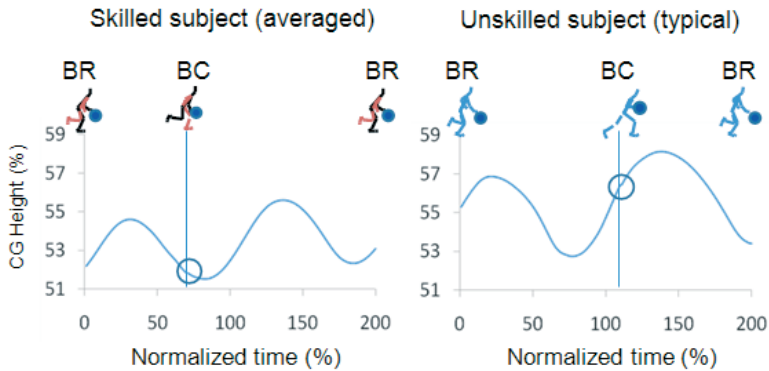 Skilled subject (averaged)
BR BC BR
59
57
55
53
51
CG Height (%)
0 50 100 150 200
Normalized time (%)
Unskilled subject (typical)
BR BC BR
59
57
55
53
51
0 50 100 150 200
Normalized time (%)